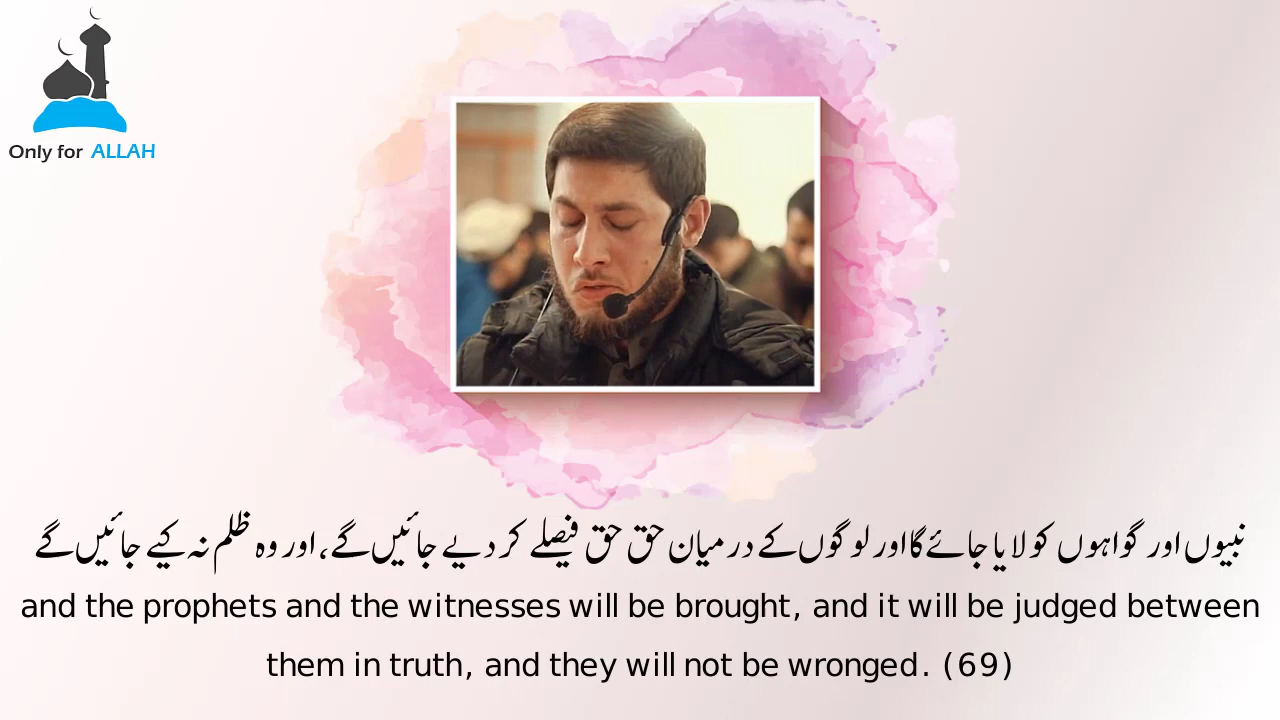 Only for ALLAH
نبیوں اور گواہوں کو لایا جائے گا اور لوگوں کے درمیان حق حق فیصلے کر دیے جائیں گے، اور وہ ظلم نہ کیے جائیں گے
and the prophets and the witnesses will be brought, and it will be judged between
them in truth, and they will not be wronged. (69)